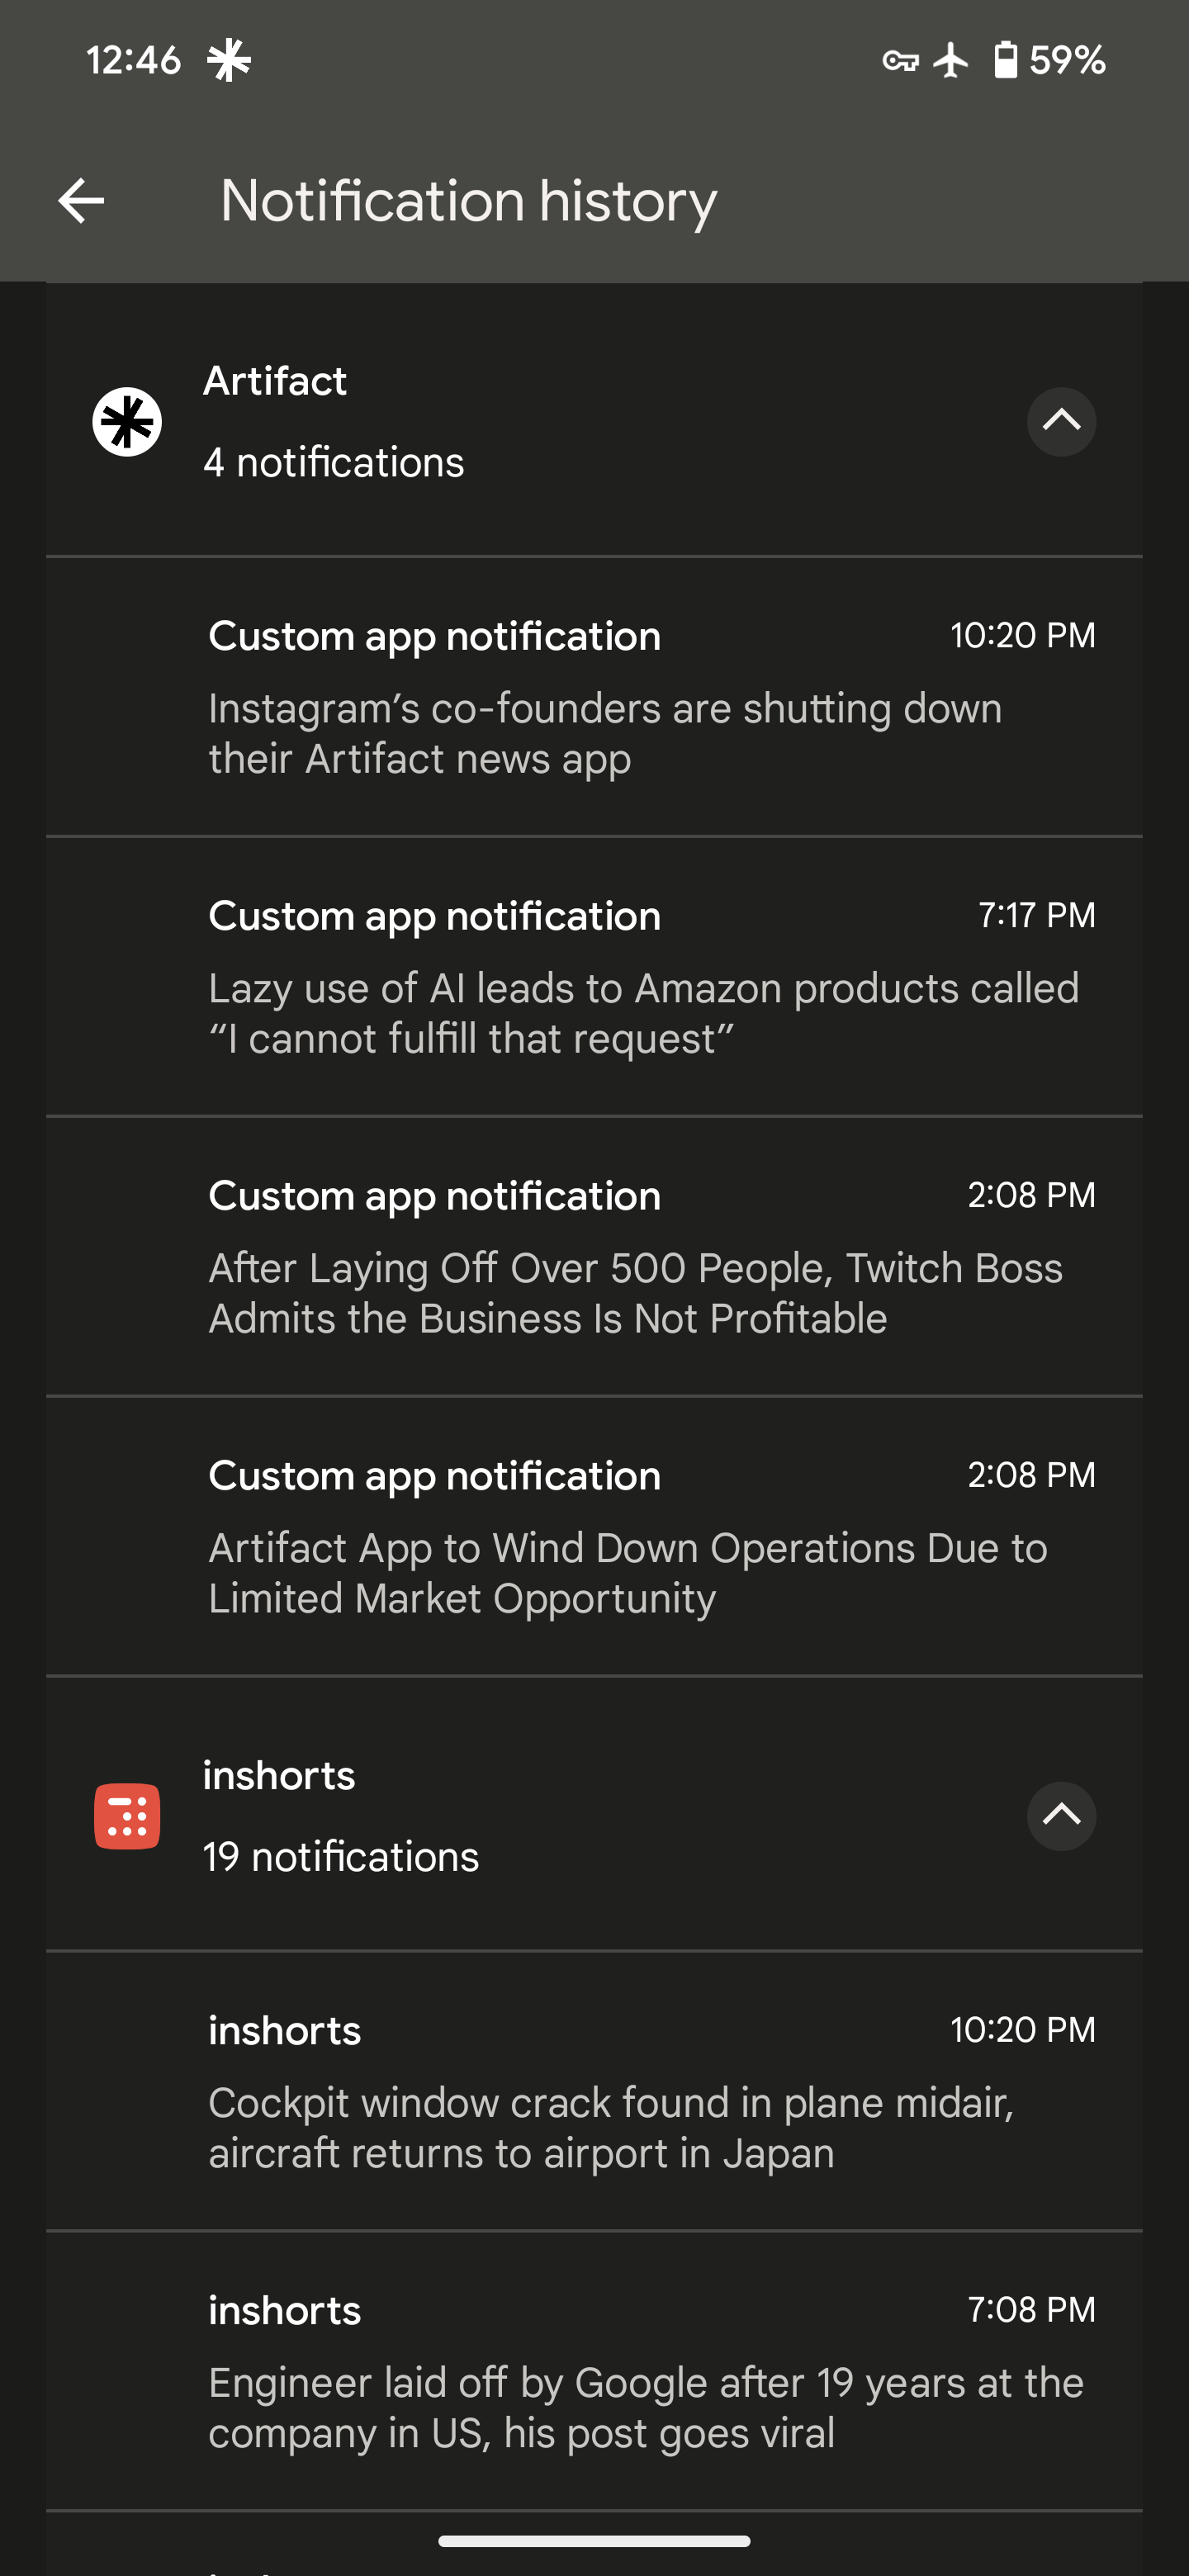 12:46 59%
Notification history
Artifact
4 notifications
Custom app notification 10:20 PM
Instagram’s co-founders are shutting down
their Artifact news app
Custom app notification 7:17 PM
Lazy use of AI leads to Amazon products called
“I cannot fulfill that request”
Custom app notification 2:08 PM
After Laying Off Over 500 People, Twitch Boss
Admits the Business Is Not Profitable
Custom app notification 2:08 PM
Artifact App to Wind Down Operations Due to
Limited Market Opportunity
inshorts
19 notifications
inshorts 10:20 PM
Cockpit window crack found in plane midair,
aircraft returns to airport in Japan
inshorts 7:08 PM
Engineer laid off by Google after 19 years at the
company in US, his post goes viral